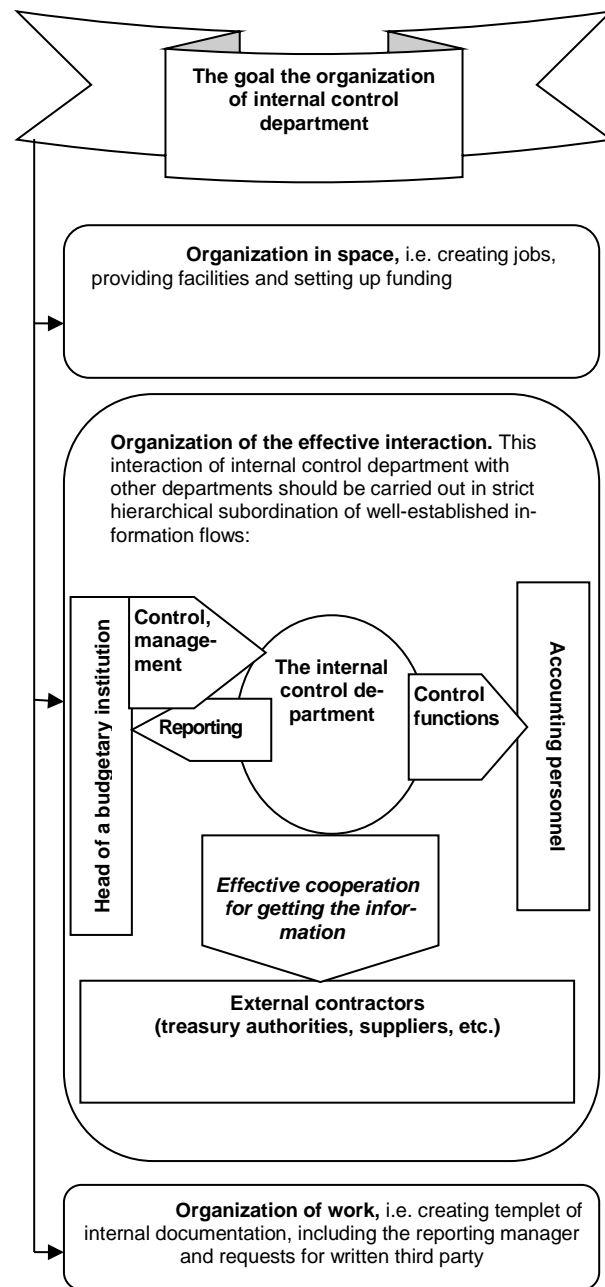 The goal the organization
of internal control
department
Organization in space, i.e. creating jobs,
providing facilities and setting up funding
Organization of the effective interaction. This
interaction of internal control department with
other departments should be carried out in strict
hierarchical subordination of well-established in-
formation flows:
Head of a budgetary institution
Control,
manage-
ment
Reporting
The internal
control de-
partment
Control
functions
Accounting personnel
Effective cooperation
for getting the infor-
mation
External contractors
(treasury authorities, suppliers, etc.)
Organization of work, i.e. creating templet of
internal documentation, including the reporting manager
and requests for written third party